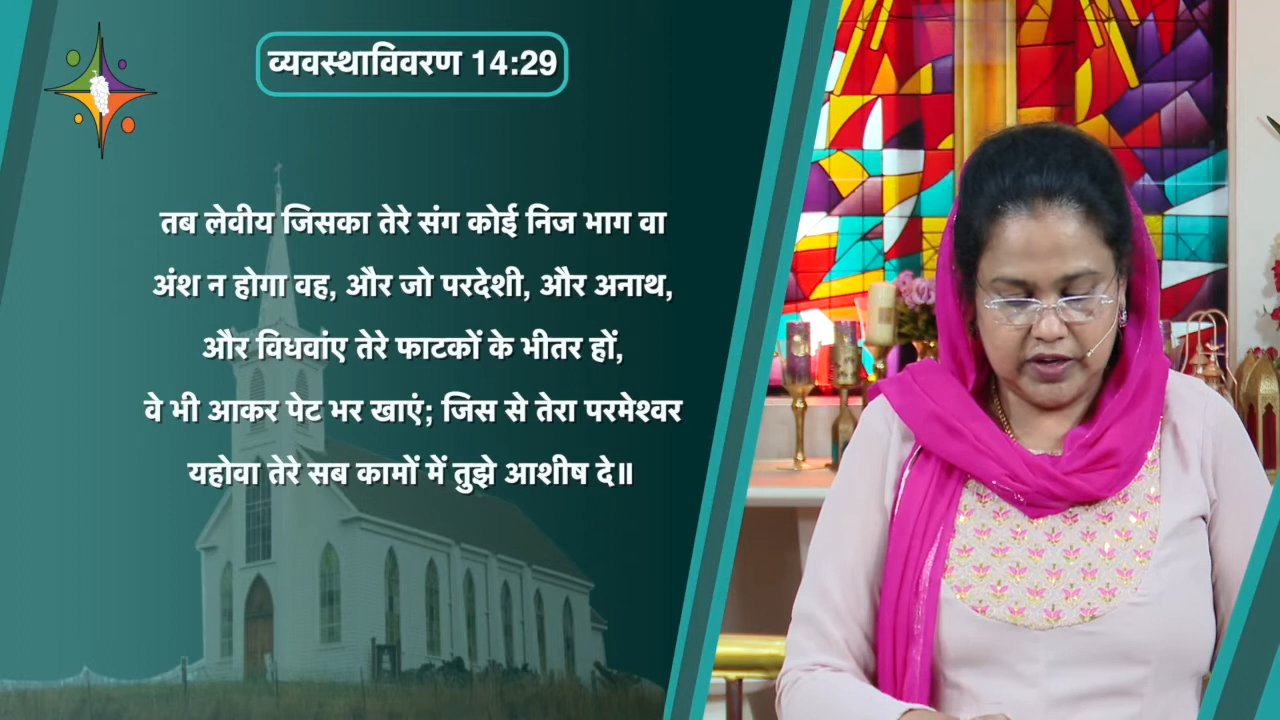 व्यवस्थाविवरण 14:29
तब लेवीय जिसका तेरे संग कोई निज भाग वा
अंश न होगा वह, और जो परदेशी, और अनाथ,
और विधवांए तेरे फाटकों के भीतर हों,
वे भी आकर पेट भर खाएं; जिस से तेरा परमेश्वर
यहोवा तेरे सब कामों में तुझे आशीष दे॥